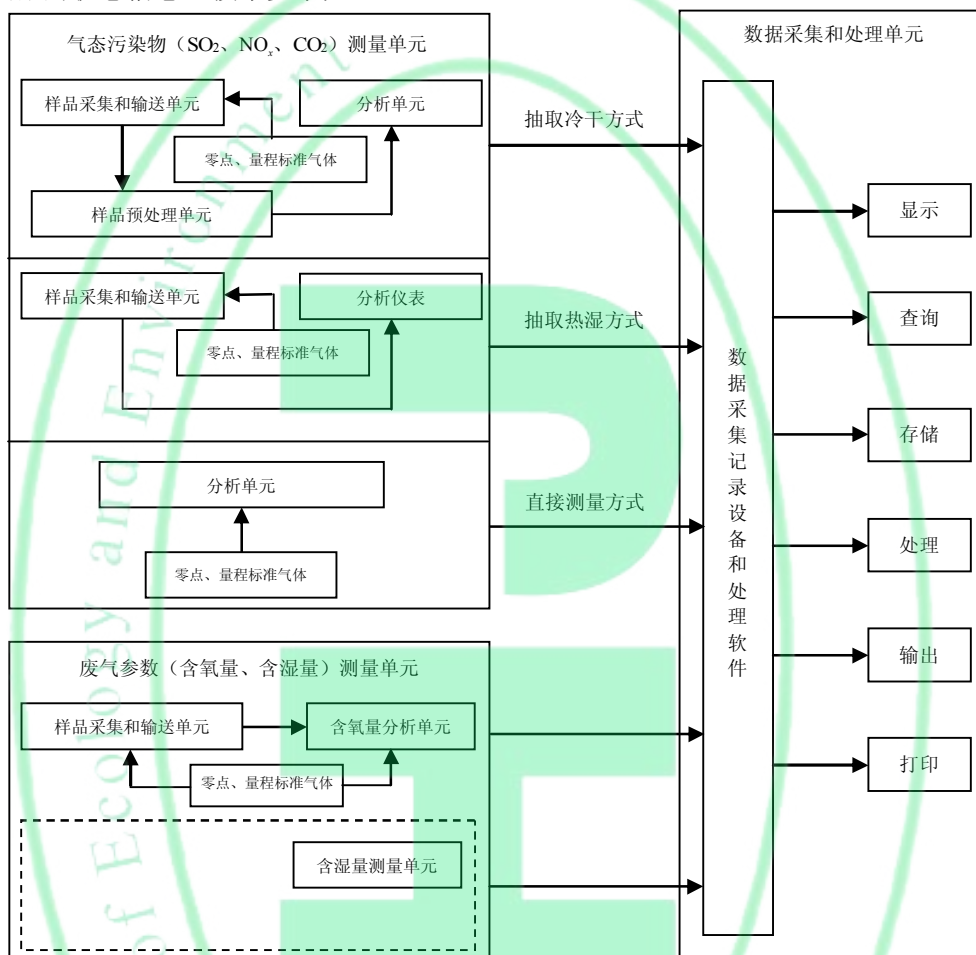 气态污染物（SO₂、NOₓ、CO₂）测量单元
样品采集和输送单元
分析单元
零点、量程标准气体
样品预处理单元
抽取冷干方式
样品采集和输送单元
分析仪表
零点、量程标准气体
抽取热湿方式
分析单元
零点、量程标准气体
直接测量方式
废气参数（含氧量、含湿量）测量单元
样品采集和输送单元
含氧量分析单元
零点、量程标准气体
含湿量测量单元
数据采集和处理单元
数据采集记录设备和处理软件
显示
查询
存储
处理
输出
打印
of Ecology and Environment